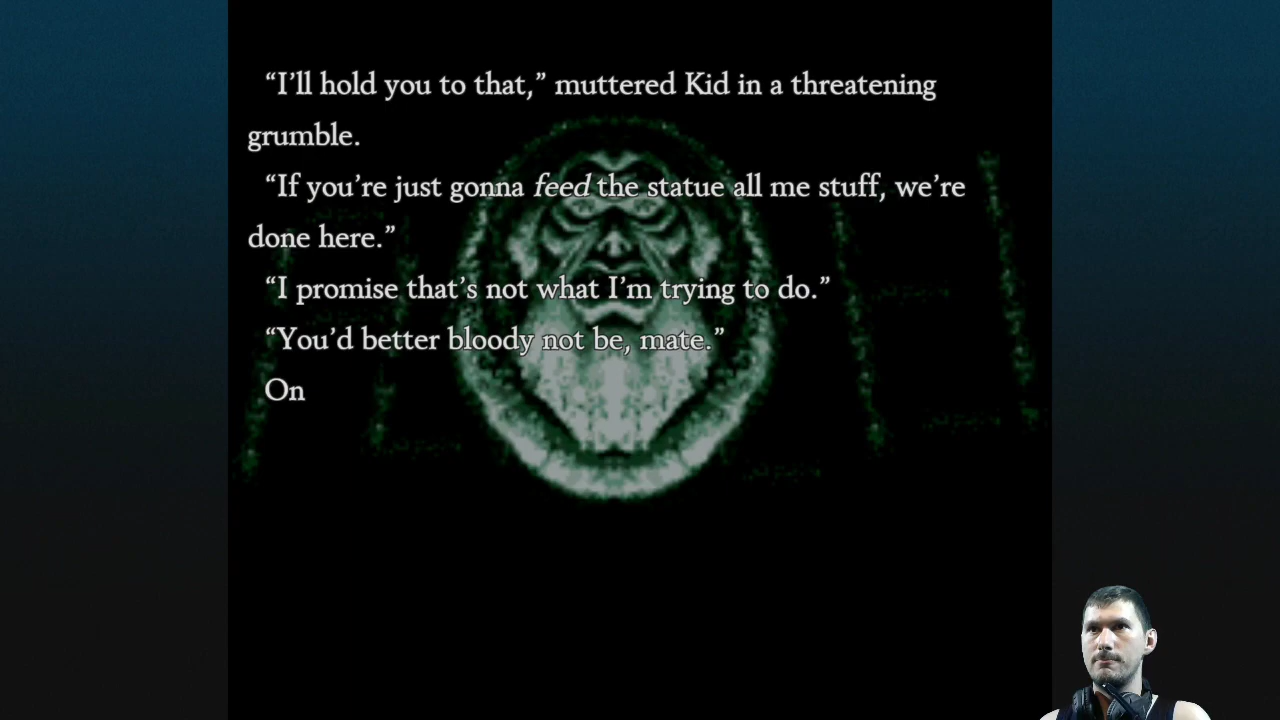 “I’ll hold you to that,” muttered Kid in a threatening
grumble.
“If you’re just gonna feed the statue all me stuff, we’re
done here.”
“I promise that’s not what I’m trying to do.”
“You’d better bloody not be, mate.”
On